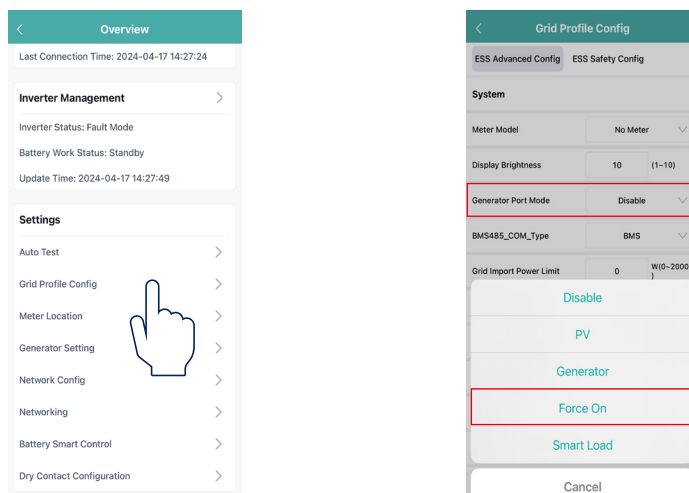 Overview
Last Connection Time: 2024-04-17 14:27:24
Inverter Management
Inverter Status: Fault Mode
Battery Work Status: Standby
Update Time: 2024-04-17 14:27:49
Settings
Auto Test
Grid Profile Config
Meter Location
Generator Setting
Network Config
Networking
Battery Smart Control
Dry Contact Configuration
Grid Profile Config
ESS Advanced Config ESS Safety Config
System
Meter Model No Meter
Display Brightness 10 (1~10)
Generator Port Mode Disable
BMS485_COM_Type BMS
Grid Import Power Limit 0 W(0~2000
)
Disable
PV
Generator
Force On
Smart Load
Cancel